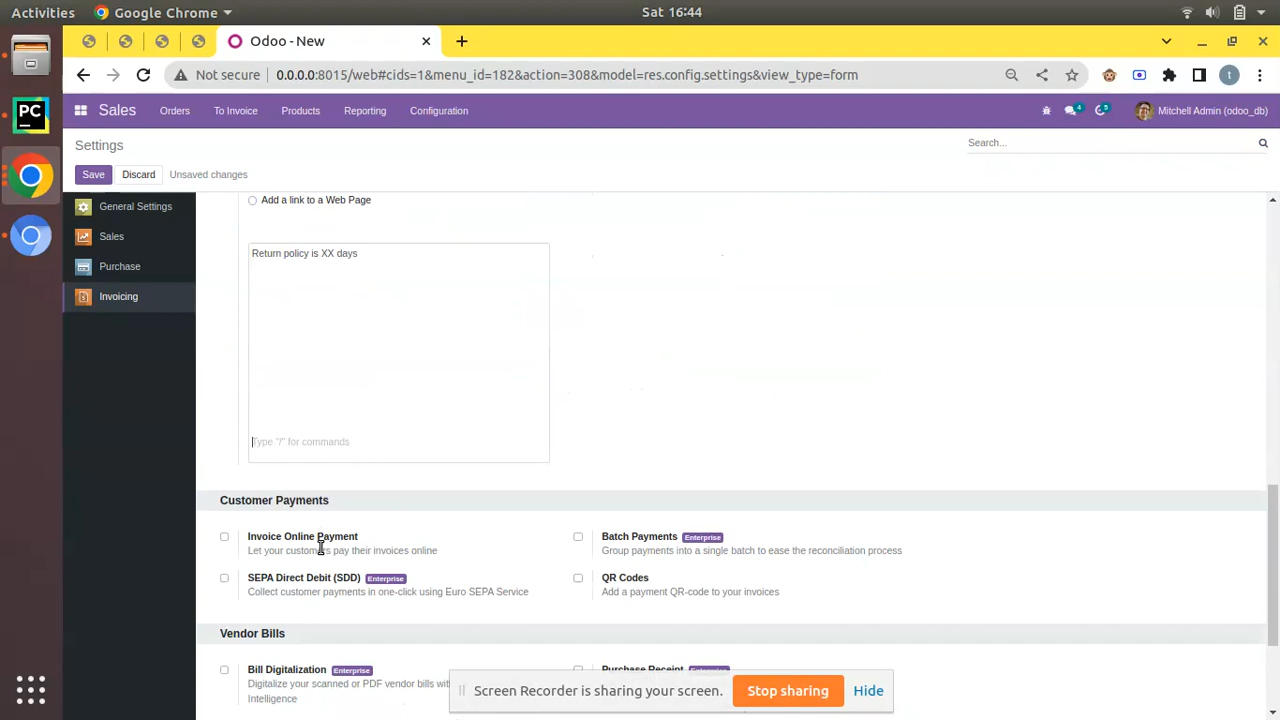 Activities
Google Chrome
Sat 16:44
Odoo - New
Not secure
0.0.0.0:8015/web#cids=1&menu_id=182&action=308&model=res.config.settings&view_type=form
t
Sales
Orders
To Invoice
Products
Reporting
Configuration
4
5
Mitchell Admin (odoo_db)
Settings
Search...
Save
Discard
Unsaved changes
General Settings
Sales
Purchase
Invoicing
Add a link to a Web Page
Return policy is XX days
Type "/" for commands
Customer Payments
Invoice Online Payment
Let your customers pay their invoices online
Batch Payments Enterprise
Group payments into a single batch to ease the reconciliation process
SEPA Direct Debit (SDD) Enterprise
Collect customer payments in one-click using Euro SEPA Service
QR Codes
Add a payment QR-code to your invoices
Vendor Bills
Bill Digitalization Enterprise
Digitalize your scanned or PDF vendor bills with
Intelligence
Purchase Receipt
Screen Recorder is sharing your screen.
Stop sharing
Hide
PC